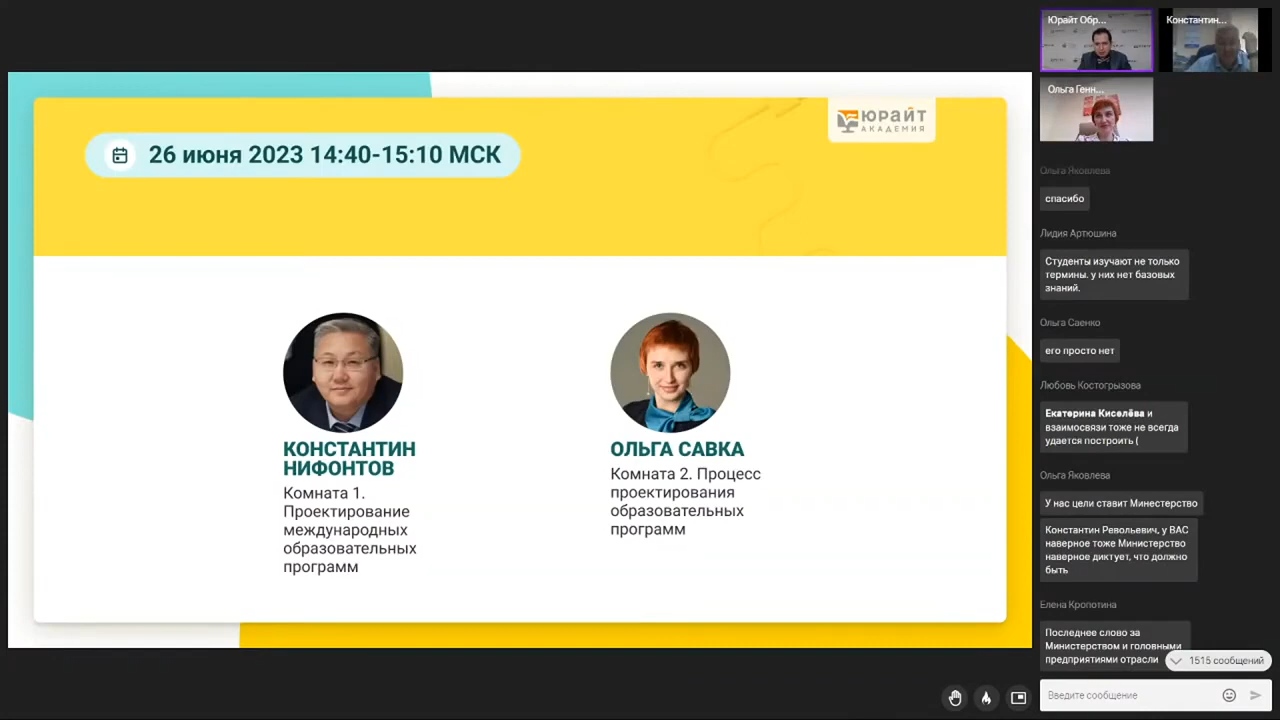 26 июня 2023 14:40-15:10 МСК
ЮРАЙТ
АКАДЕМИЯ
КОНСТАНТИН
НИФОНТОВ
Комната 1.
Проектирование
международных
образовательных
программ
ОЛЬГА САВКА
Комната 2. Процесс
проектирования
образовательных
программ
Юрайт Обр...
Константин...
Ольга Генн...
Ольга Яковлева
спасибо
Лидия Артюшина
Студенты изучают не только
термины. у них нет базовых
знаний.
Ольга Саенко
его просто нет
Любовь Костогрызова
Екатерина Киселёва и
взаимосвязи тоже не всегда
удается построить (
Ольга Яковлева
У нас цели ставит Минестерство
Константин Револьевич, у ВАС
наверное тоже Министерство
наверное диктует, что должно
быть
Елена Кропотина
Последнее слово за
Министерством и головными
предприятиями отрасли
1515 сообщений
Введите сообщение